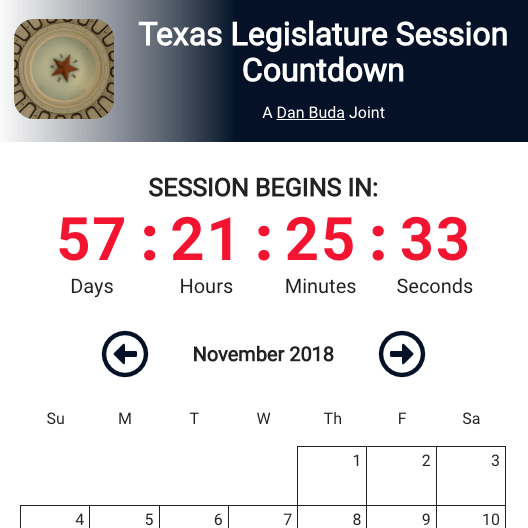 Texas Legislature Session
Countdown
A Dan Buda Joint
SESSION BEGINS IN:
57 : 21 : 25 : 33
Days Hours Minutes Seconds
November 2018
Su M T W Th F Sa
1 2 3
4 5 6 7 8 9 10